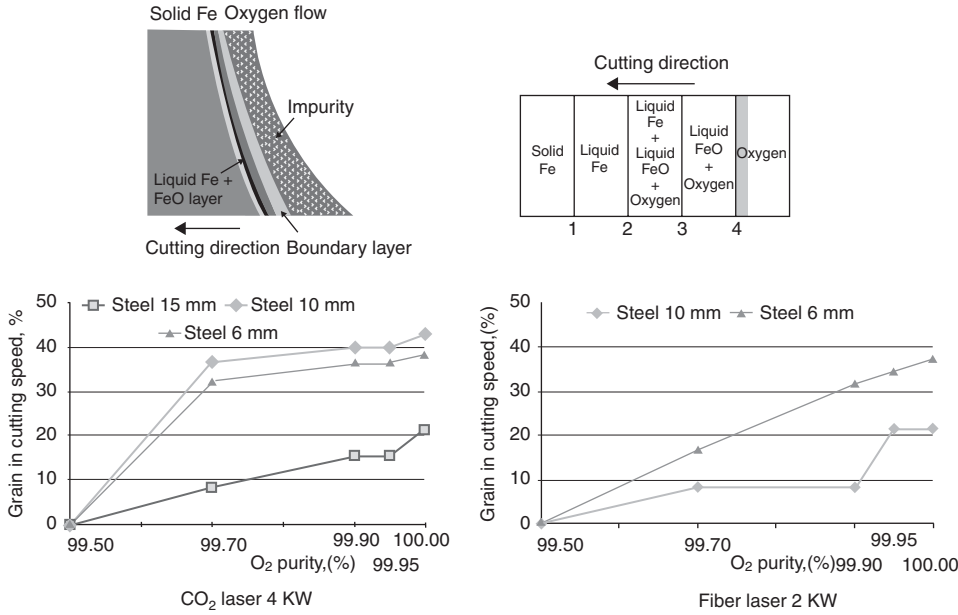 Solid Fe Oxygen flow
Impurity
Liquid Fe +
FeO layer
Cutting direction Boundary layer
Cutting direction
Solid
Fe
Liquid
Fe
Liquid
Fe
+
Liquid
FeO
+
Oxygen
Liquid
FeO
+
Oxygen
Oxygen
1 2 3 4
Grain in cutting speed, %
50
40
30
20
10
0
Steel 15 mm Steel 10 mm
Steel 6 mm
99.50 99.70 99.90 100.00
O2 purity,(%) 99.95
CO2 laser 4 KW
Grain in cutting speed,(%)
50
40
30
20
10
0
Steel 10 mm Steel 6 mm
99.50 99.70 99.95
O2 purity,(%) 99.90 100.00
Fiber laser 2 KW